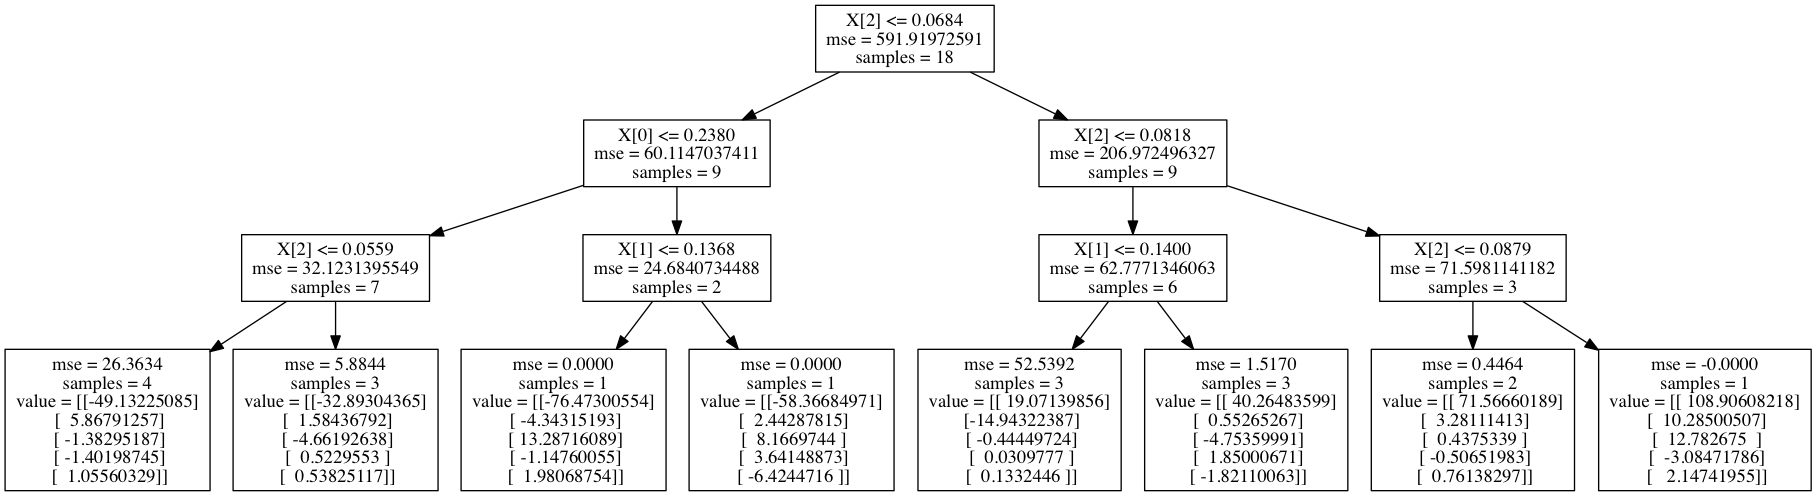 X[2] <= 0.0684
mse = 591.91972591
samples = 18
X[0] <= 0.2380
mse = 60.1147037411
samples = 9
X[2] <= 0.0818
mse = 206.972496327
samples = 9
X[2] <= 0.0559
mse = 32.1231395549
samples = 7
X[1] <= 0.1368
mse = 24.6840734488
samples = 2
X[1] <= 0.1400
mse = 62.7771346063
samples = 6
X[2] <= 0.0879
mse = 71.5981141182
samples = 3
mse = 26.3634
samples = 4
value = [[-49.13225085]
[  5.86791257]
[ -1.38295187]
[ -1.40198745]
[  1.05560329]]
mse = 5.8844
samples = 3
value = [[-32.89304365]
[  1.58436792]
[ -4.66192638]
[  0.5229553 ]
[  0.53825117]]
mse = 0.0000
samples = 1
value = [[-76.47300554]
[ -4.34315193]
[ 13.28716089]
[ -1.14760055]
[  1.98068754]]
mse = 0.0000
samples = 1
value = [[-58.36684971]
[  2.44287815]
[  8.1669744 ]
[  3.64148873]
[ -6.4244716 ]]
mse = 52.5392
samples = 3
value = [[ 19.07139856]
[-14.94322387]
[ -0.44449724]
[  0.0309777 ]
[  0.1332446 ]]
mse = 1.5170
samples = 3
value = [[ 40.26483599]
[  0.55265267]
[ -4.75359991]
[  1.85000671]
[ -1.82110063]]
mse = 0.4464
samples = 2
value = [[ 71.56660189]
[  3.28111413]
[  0.4375339 ]
[ -0.50651983]
[  0.76138297]]
mse = -0.0000
samples = 1
value = [[ 108.90608218]
[  10.28500507]
[  12.782675  ]
[  -3.08471786]
[   2.14741955]]